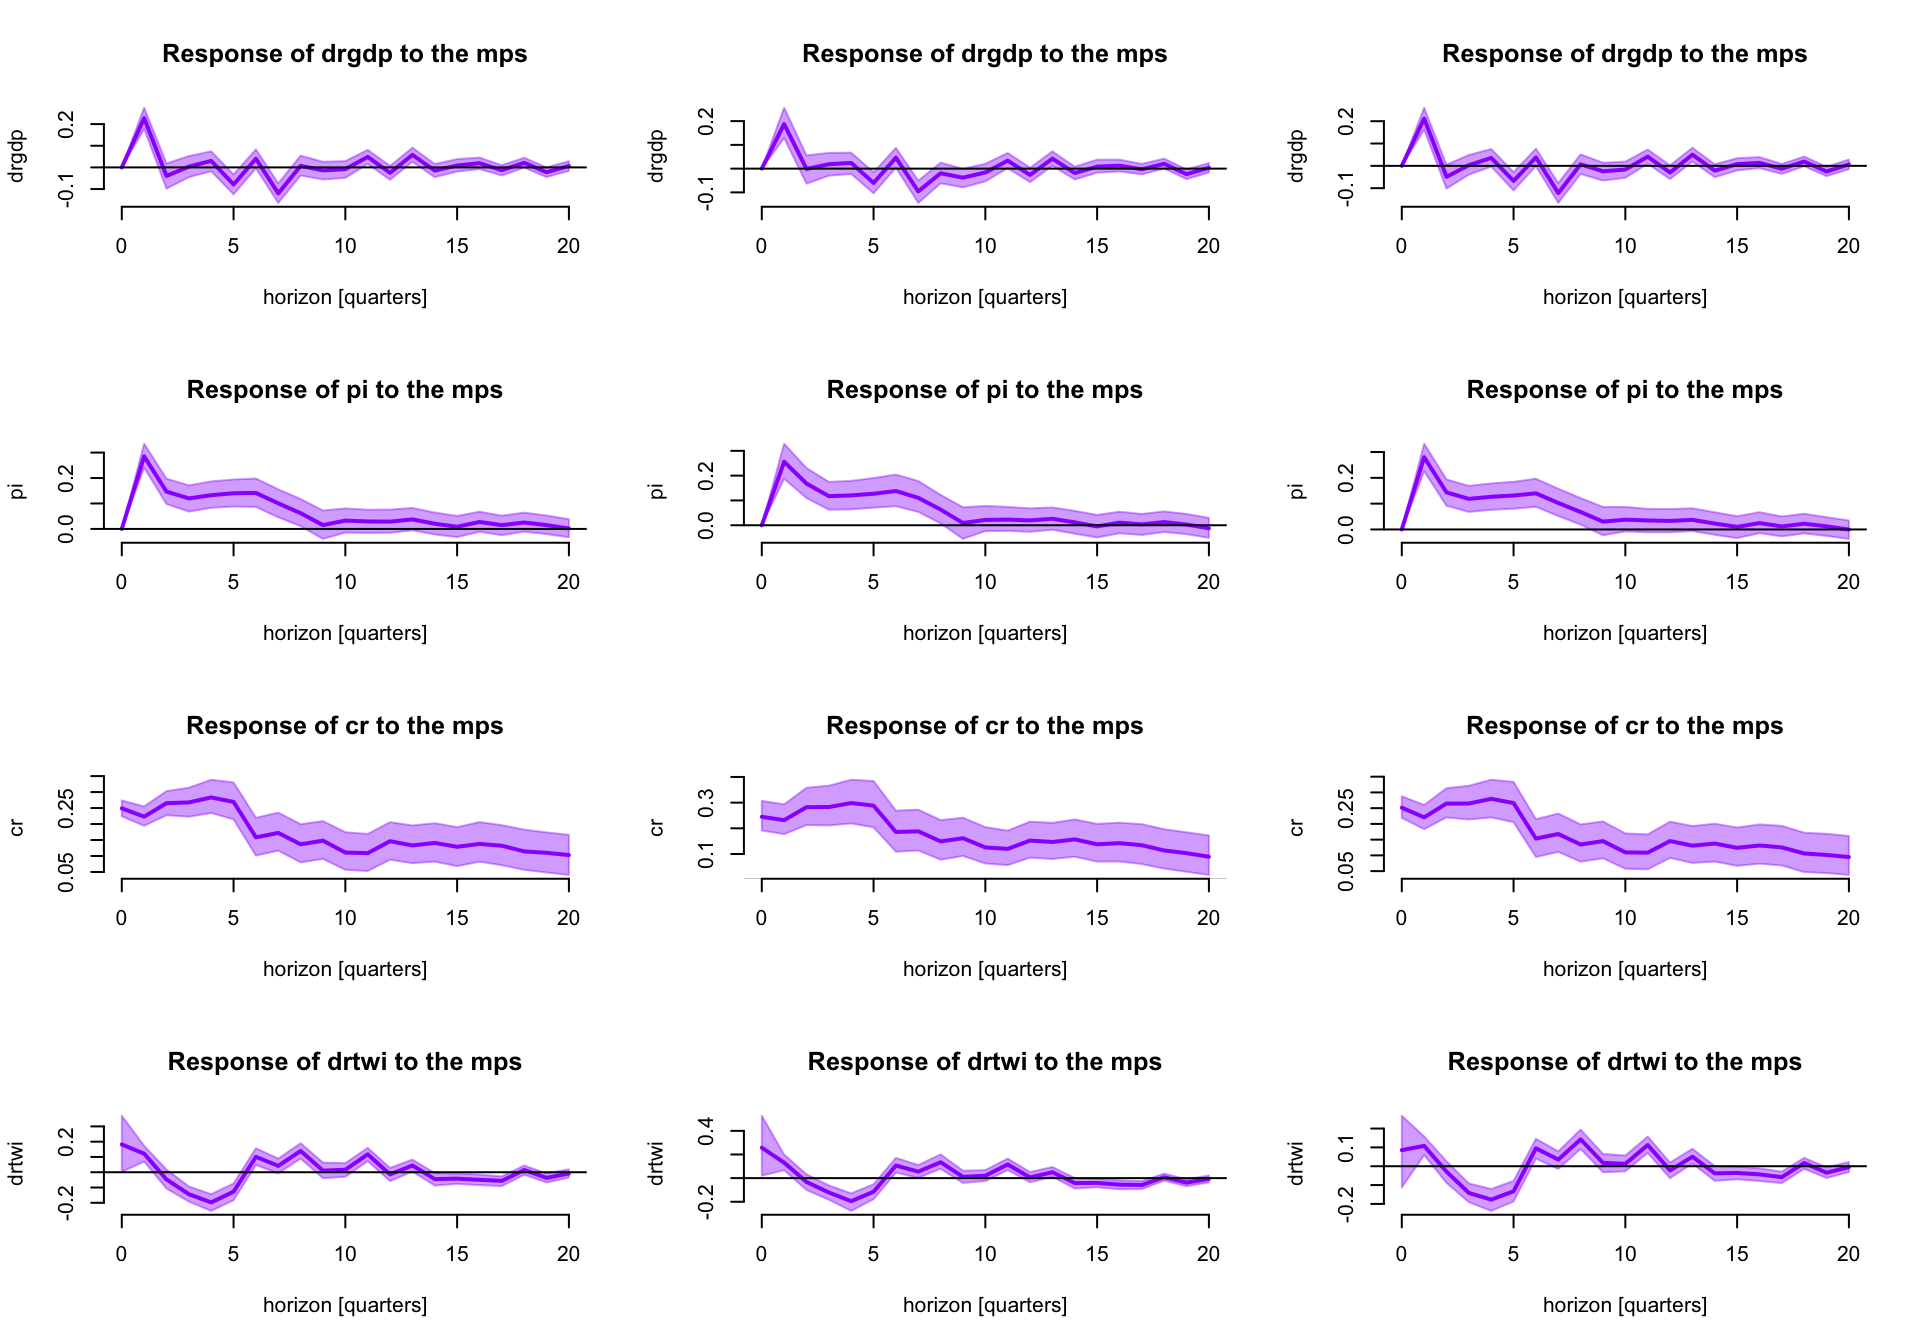 Response of drgdp to the mps
Response of drgdp to the mps
Response of drgdp to the mps
drgdp
-0.1 0.2
0 5 10 15 20
horizon [quarters]
drgdp
-0.1 0.2
0 5 10 15 20
horizon [quarters]
drgdp
-0.1 0.2
0 5 10 15 20
horizon [quarters]
Response of pi to the mps
Response of pi to the mps
Response of pi to the mps
pi
0.0 0.2
0 5 10 15 20
horizon [quarters]
pi
0.0 0.2
0 5 10 15 20
horizon [quarters]
pi
0.0 0.2
0 5 10 15 20
horizon [quarters]
Response of cr to the mps
Response of cr to the mps
Response of cr to the mps
cr
0.05 0.25
0 5 10 15 20
horizon [quarters]
cr
0.1 0.3
0 5 10 15 20
horizon [quarters]
cr
0.05 0.25
0 5 10 15 20
horizon [quarters]
Response of drtwi to the mps
Response of drtwi to the mps
Response of drtwi to the mps
drtwi
-0.2 0.2
0 5 10 15 20
horizon [quarters]
drtwi
-0.2 0.4
0 5 10 15 20
horizon [quarters]
drtwi
-0.2 0.1
0 5 10 15 20
horizon [quarters]